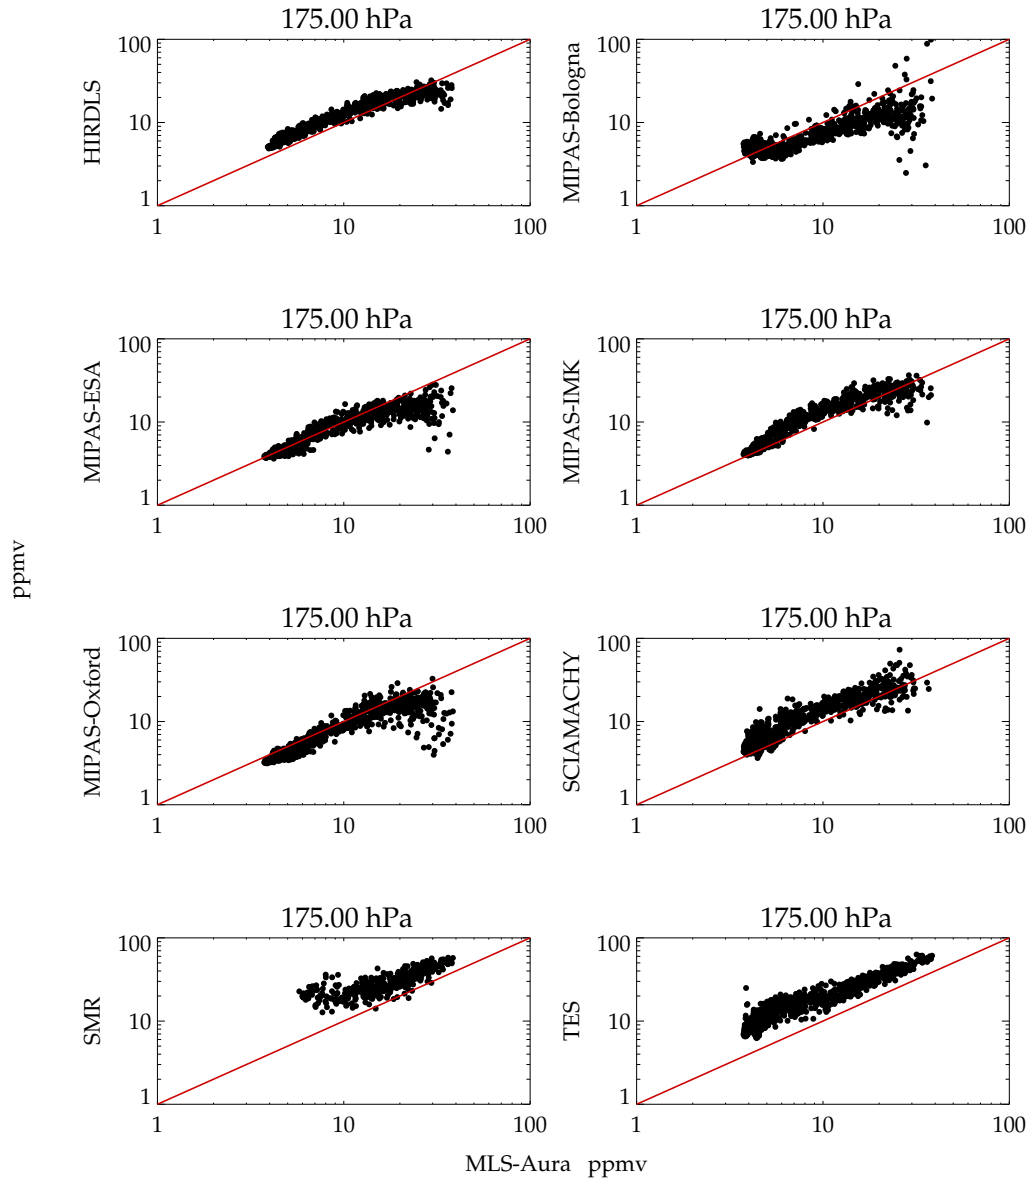 175.00 hPa
175.00 hPa
HIRDLS
100
10
1
1 10 100
MIPAS-Bologna
100
10
1
1 10 100
175.00 hPa
175.00 hPa
MIPAS-ESA
100
10
1
1 10 100
MIPAS-IMK
100
10
1
1 10 100
ppmv
175.00 hPa
175.00 hPa
MIPAS-Oxford
100
10
1
1 10 100
SCIAMACHY
100
10
1
1 10 100
175.00 hPa
175.00 hPa
SMR
100
10
1
1 10 100
TES
100
10
1
1 10 100
MLS-Aura ppmv